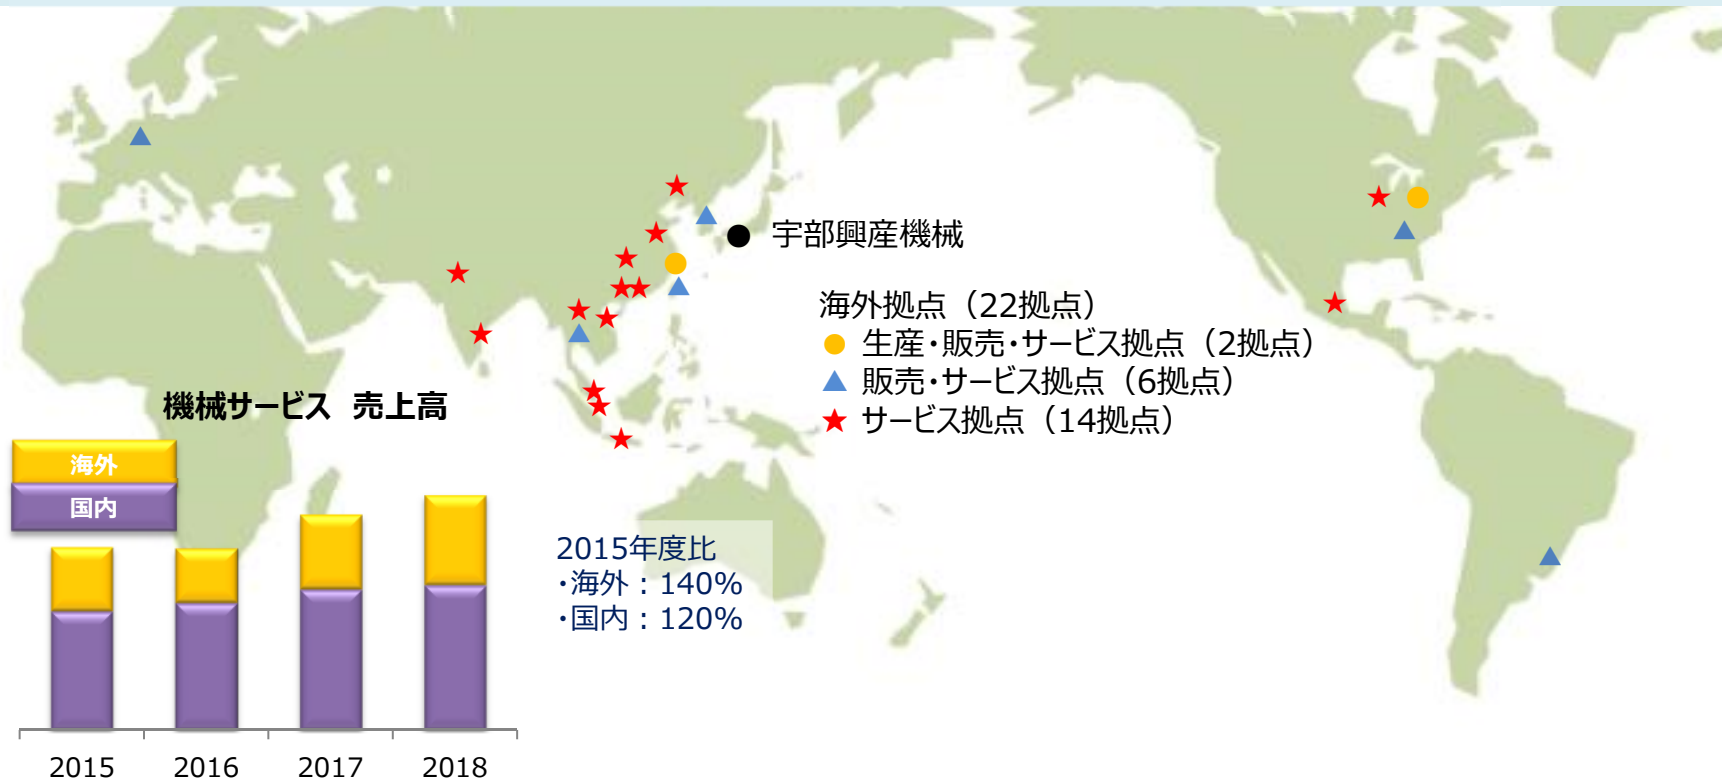 宇部興産機械
海外拠点（22拠点）
生産・販売・サービス拠点（2拠点）
販売・サービス拠点（6拠点）
サービス拠点（14拠点）
機械サービス 売上高
海外
国内
2015年度比
・海外：140%
・国内：120%
2015 2016 2017 2018